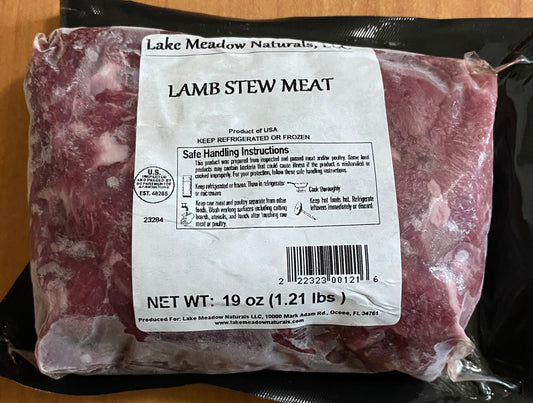 Lake Meadow Naturals, LLC
LAMB STEW MEAT
Product of USA
KEEP REFRIGERATED OR FROZEN
Safe Handling Instructions
This product was prepared from inspected and passed meat and/or poultry. Some food
products may contain bacteria that could cause illness if the product is mishandled or
cooked improperly. For your protection, follow these safe handling instructions.
U.S.
INSPECTED
AND PASSED BY
DEPARTMENT OF
AGRICULTURE
EST. 48285
Keep refrigerated or frozen. Thaw in refrigerator
or microwave.
Cook thoroughly.
Keep raw meat and poultry separate from other
foods. Wash working surfaces including cutting
boards, utensils, and hands after touching raw
meat or poultry.
Keep hot foods hot. Refrigerate
leftovers immediately or discard.
23284
2 22323 00121 6
NET WT: 19 oz (1.21 lbs )
Produced For: Lake Meadow Naturals LLC, 10000 Mark Adam Rd., Ocoee, FL 34761
www.lakemeadownaturals.com